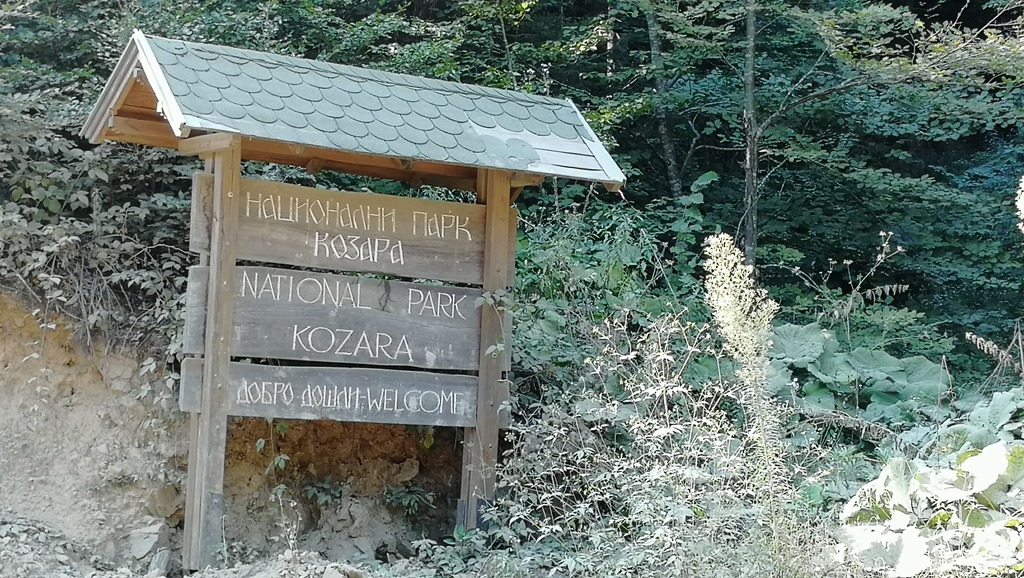 НАЦИОНАЛНИ ПАРК
КОЗАРА
NATIONAL PARK
KOZARA
ДОБРО ДОШЛИ-WELCOME